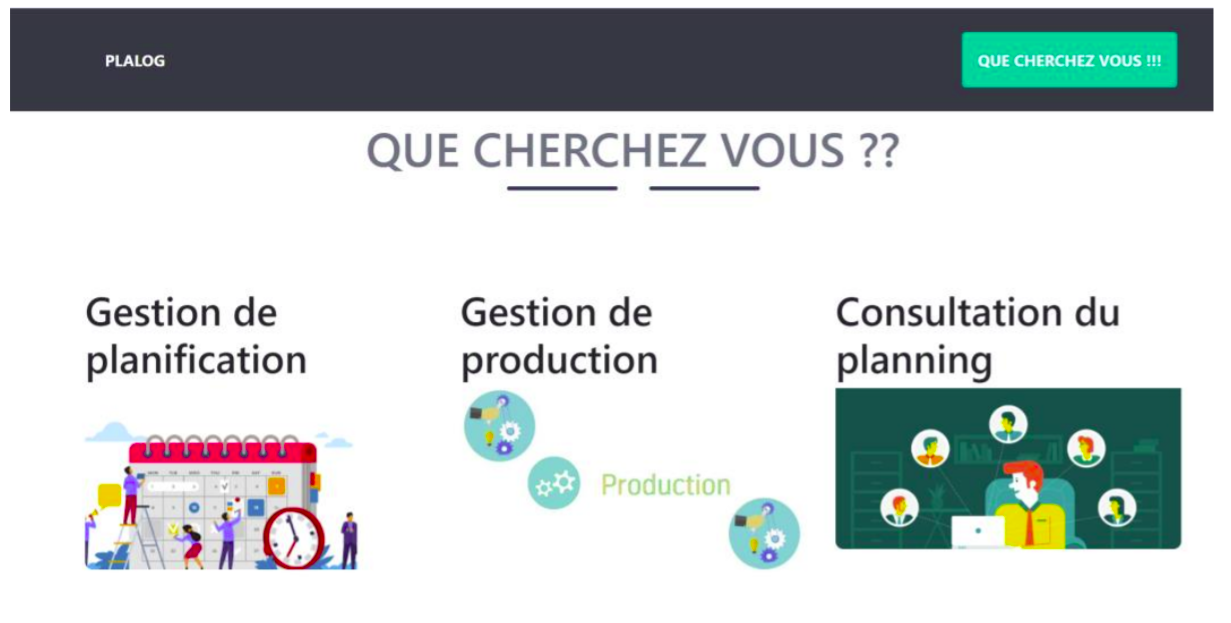 PLALOG
QUE CHERCHEZ VOUS !!!
QUE CHERCHEZ VOUS ??
Gestion de
planification
Gestion de
production
Consultation du
planning
Production